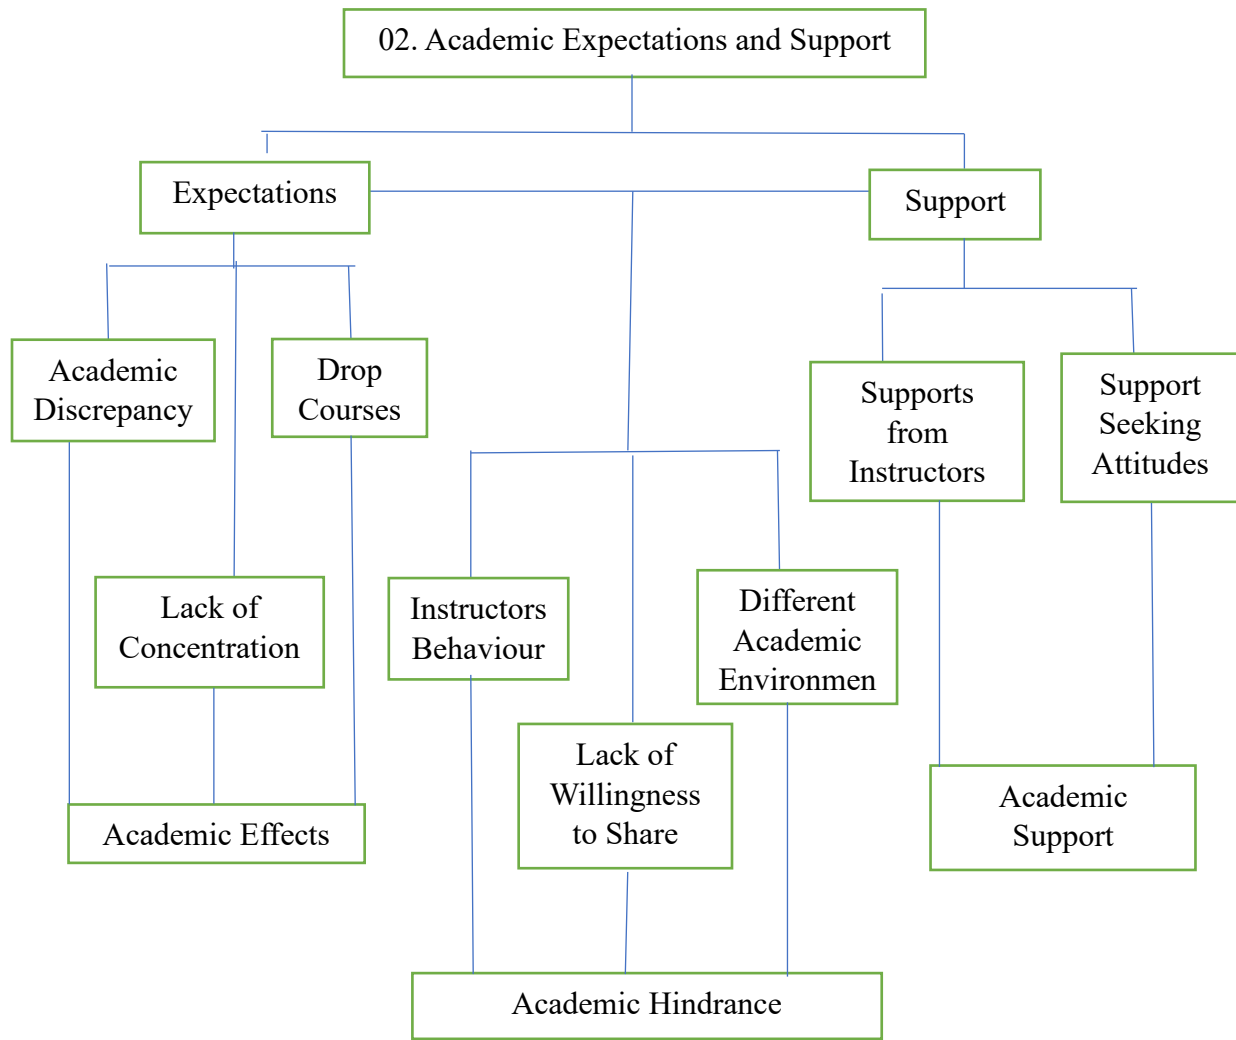 02. Academic Expectations and Support
Expectations
Support
Academic
Discrepancy
Drop
Courses
Supports
from
Instructors
Support
Seeking
Attitudes
Lack of
Concentration
Instructors
Behaviour
Different
Academic
Environmen
Lack of
Willingness
to Share
Academic Effects
Academic
Support
Academic Hindrance